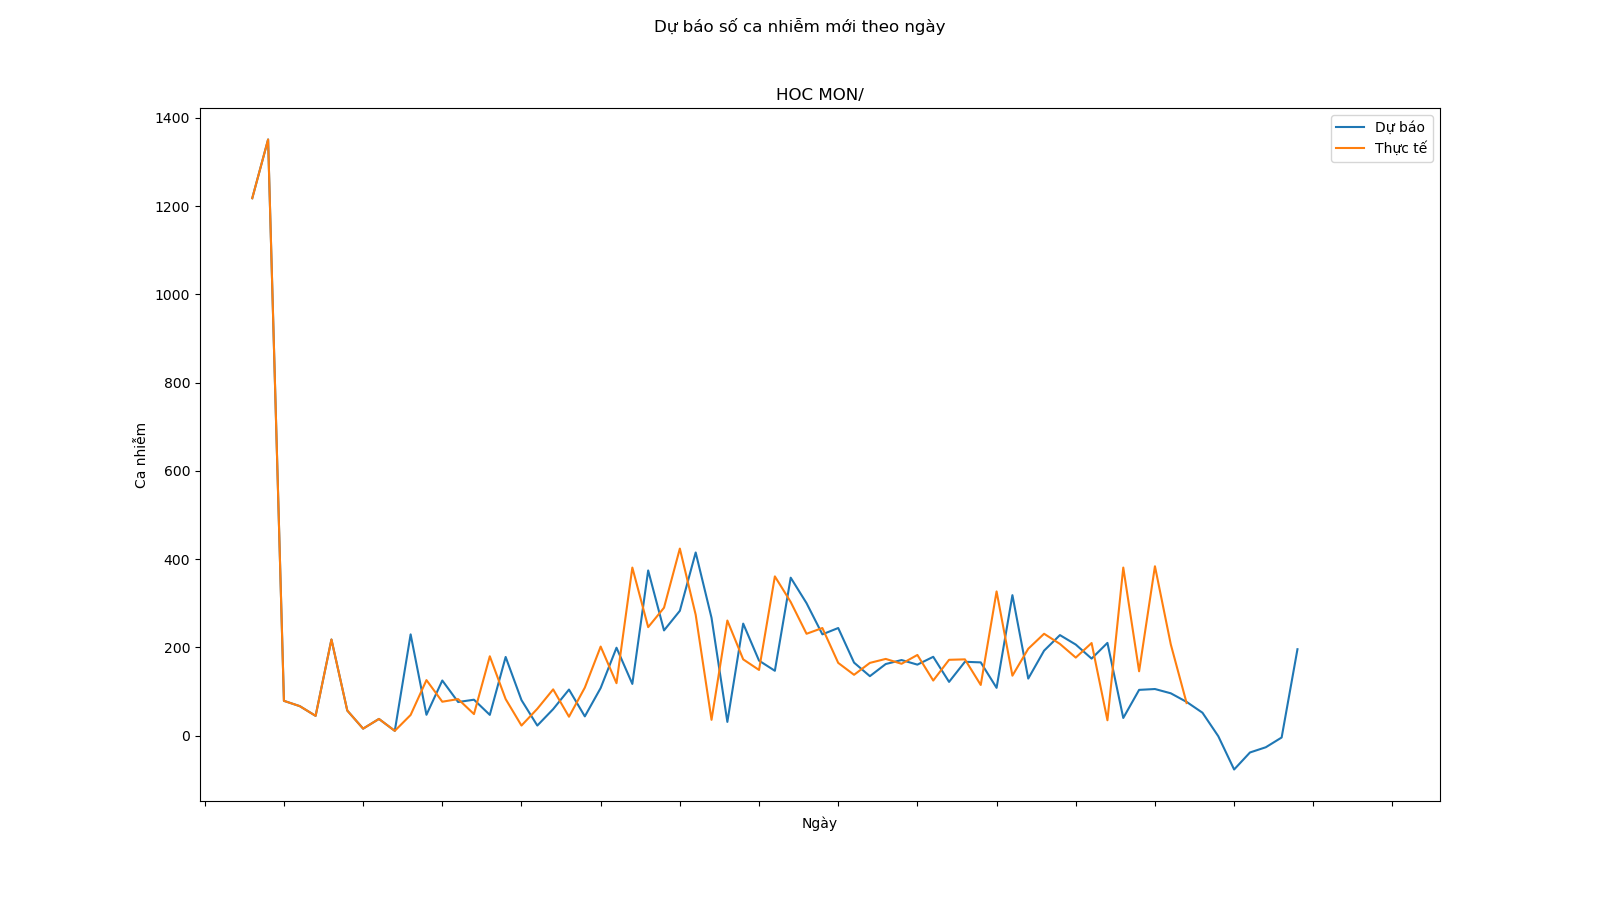 Dự báo số ca nhiễm mới theo ngày
HOC MON/
Dự báo
Thực tế
1400
1200
1000
800
600
400
200
0
Ca nhiễm
Ngày